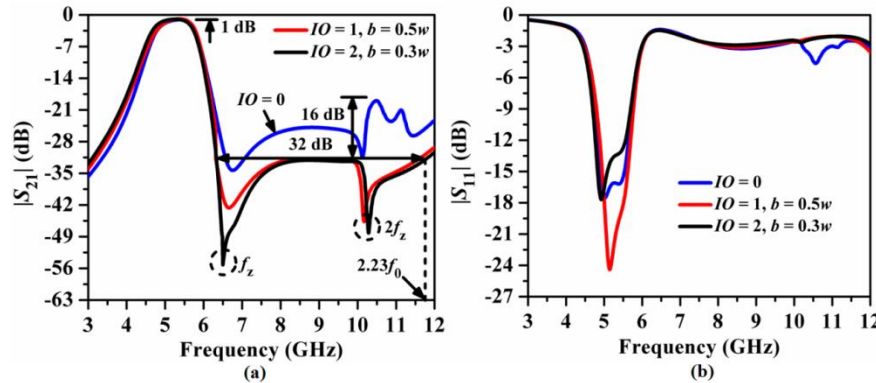 0
-7
-14
-21
-28
-35
-42
-49
-56
-63
|S21| (dB)
1 dB
IO = 1, b = 0.5w
IO = 2, b = 0.3w
IO = 0
16 dB
32 dB
fz
2fz
2.23f0
3 4 5 6 7 8 9 10 11 12
Frequency (GHz)
(a)
0
-3
-6
-9
-12
-15
-18
-21
-24
-27
|S11| (dB)
IO = 0
IO = 1, b = 0.5w
IO = 2, b = 0.3w
3 4 5 6 7 8 9 10 11 12
Frequency (GHz)
(b)